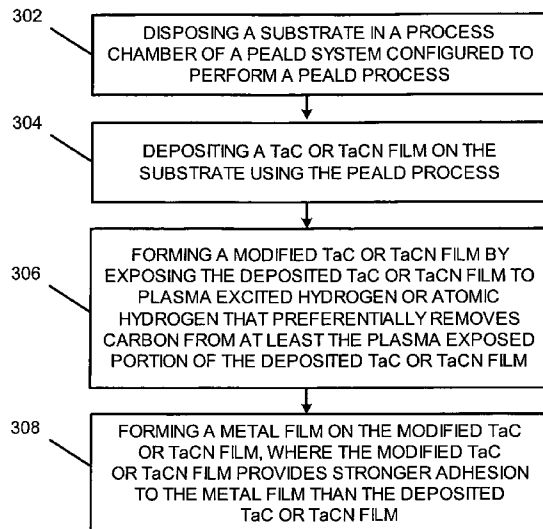 302
DISPOSING A SUBSTRATE IN A PROCESS
CHAMBER OF A PEALD SYSTEM CONFIGURED TO
PERFORM A PEALD PROCESS
304
DEPOSITING A TaC OR TaCN FILM ON THE
SUBSTRATE USING THE PEALD PROCESS
306
FORMING A MODIFIED TaC OR TaCN FILM BY
EXPOSING THE DEPOSITED TaC OR TaCN FILM TO
PLASMA EXCITED HYDROGEN OR ATOMIC
HYDROGEN THAT PREFERENTIALLY REMOVES
CARBON FROM AT LEAST THE PLASMA EXPOSED
PORTION OF THE DEPOSITED TaC OR TaCN FILM
308
FORMING A METAL FILM ON THE MODIFIED TaC
OR TaCN FILM, WHERE THE MODIFIED TaC
OR TaCN FILM PROVIDES STRONGER ADHESION
TO THE METAL FILM THAN THE DEPOSITED
TaC OR TaCN FILM